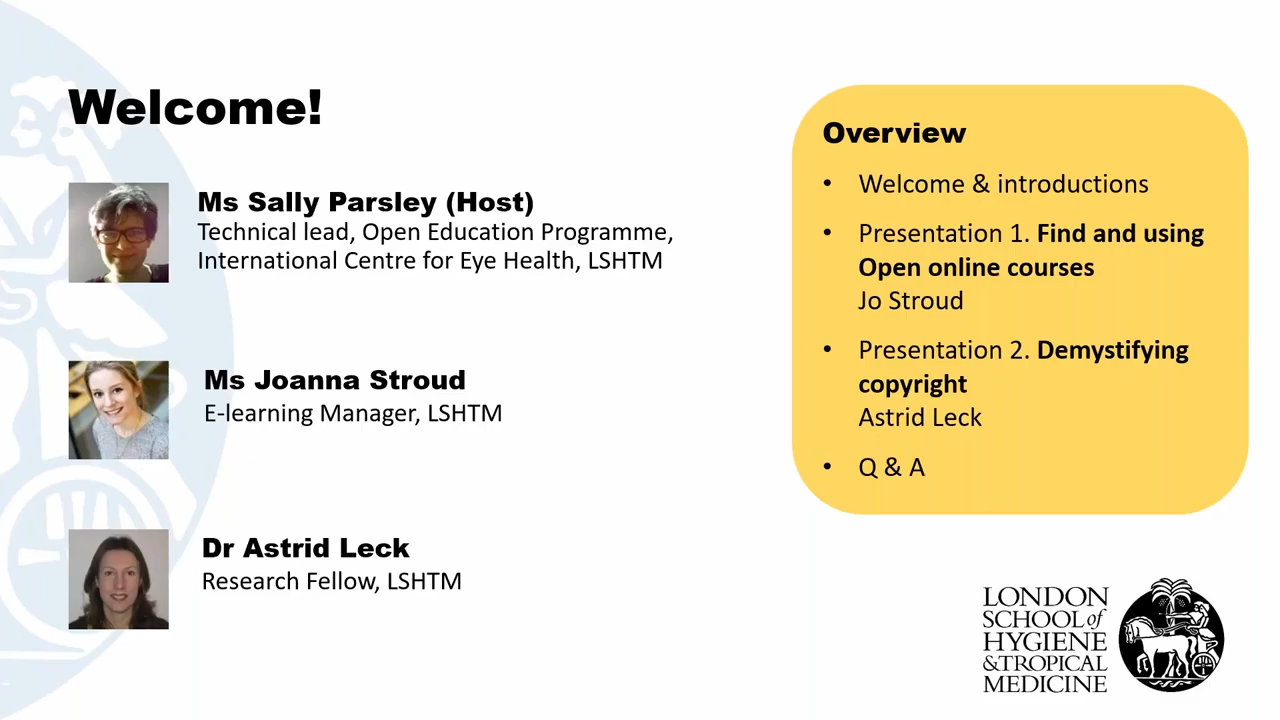 Welcome!
Ms Sally Parsley (Host)
Technical lead, Open Education Programme,
International Centre for Eye Health, LSHTM
Ms Joanna Stroud
E-learning Manager, LSHTM
Dr Astrid Leck
Research Fellow, LSHTM
Overview
• Welcome & introductions
• Presentation 1. Find and using
Open online courses
Jo Stroud
• Presentation 2. Demystifying
copyright
Astrid Leck
• Q & A
LONDON
SCHOOL of
HYGIENE
& TROPICAL
MEDICINE